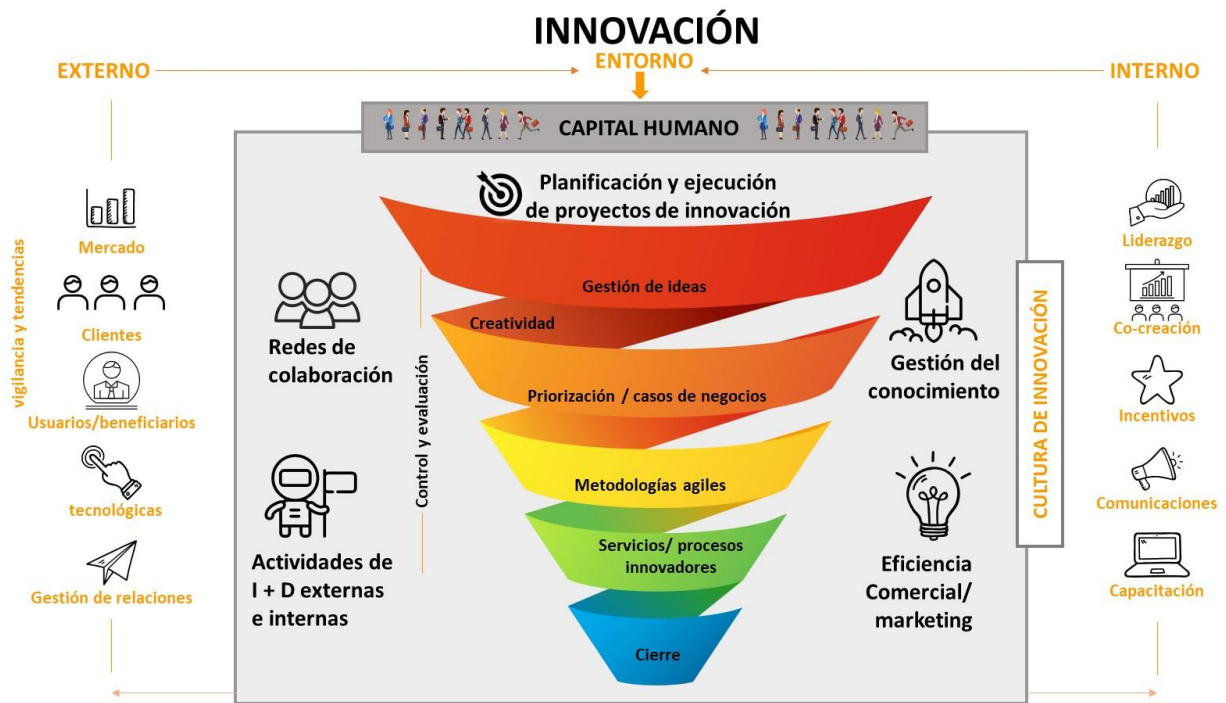 INNOVACIÓN
EXTERNO
ENTORNO
INTERNO
CAPITAL HUMANO
vigilancia y tendencias
Mercado
Clientes
Usuarios/beneficiarios
tecnológicas
Gestión de relaciones
Planificación y ejecución
de proyectos de innovación
Redes de
colaboración
Actividades de
I + D externas
e internas
Control y evaluación
Gestión de ideas
Creatividad
Priorización / casos de negocios
Metodologías agiles
Servicios/ procesos
innovadores
Cierre
Gestión del
conocimiento
Eficiencia
Comercial/
marketing
CULTURA DE INNOVACIÓN
Liderazgo
Co-creación
Incentivos
Comunicaciones
Capacitación